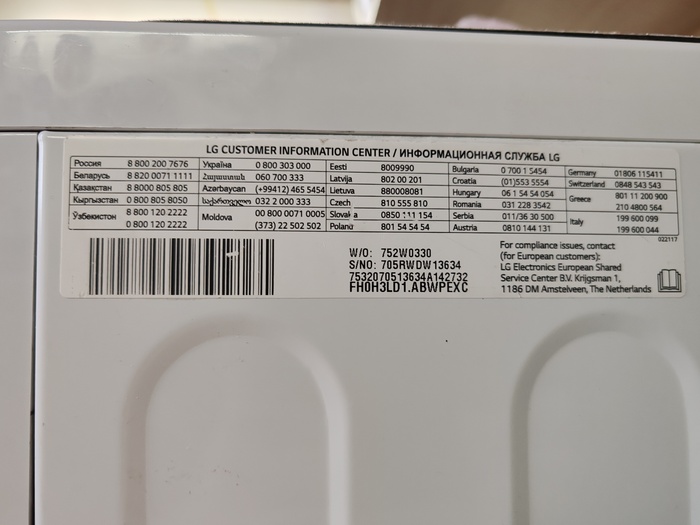 LG CUSTOMER INFORMATION CENTER / ИНФОРМАЦИОННАЯ СЛУЖБА LG
Россия 8 800 200 7676
Беларусь 8 820 0071 1111
Қазақстан 8 8000 805 805
Кыргызстан 0 800 805 8050
Ўзбекистон 8 800 120 2222
0 800 120 2222
Україна 0 800 303 000
Հայաստան 060 700 333
Azərbaycan (+99412) 465 5454
საქართველო 032 2 000 333
Moldova 00 800 0071 0005
(373) 22 502 502
Eesti 8009990
Latvija 802 00 201
Lietuva 880008081
Czech 810 555 810
Slovakia 0850 111 154
Poland 801 54 54 54
Bulgaria 0 700 1 5454
Croatia (01)553 5554
Hungary 06 1 54 54 054
Romania 031 228 3542
Serbia 011/36 30 500
Austria 0810 144 131
Germany 01806 115411
Switzerland 0848 543 543
Greece 801 11 200 900
210 4800 564
Italy 199 600 099
199 600 044
022117
W/O: 752W0330
S/NO: 705RWDW13634
7532070513634A142732
FH0H3LD1.ABWPEXC
For compliance issues, contact
(for European customers):
LG Electronics European Shared
Service Center B.V. Krijgsman 1,
1186 DM Amstelveen, The Netherlands